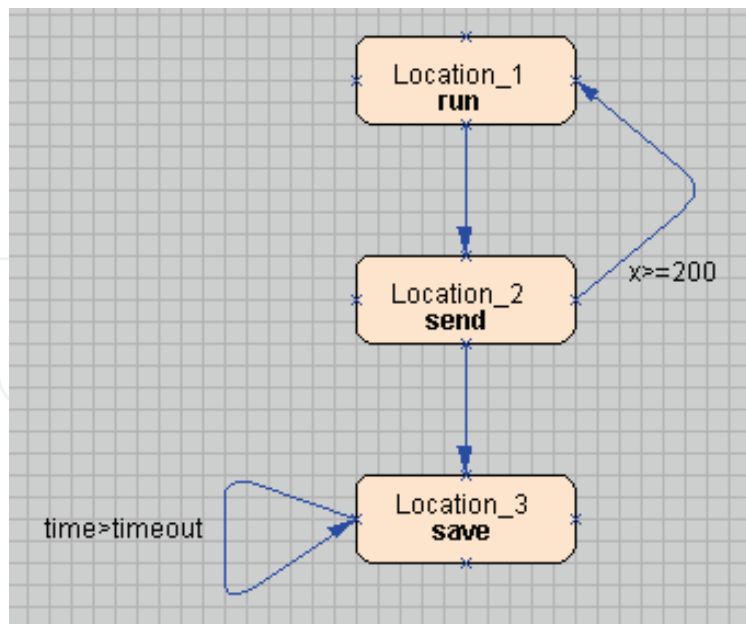 Location_1
run
Location_2
send
x>=200
Location_3
save
time>timeout